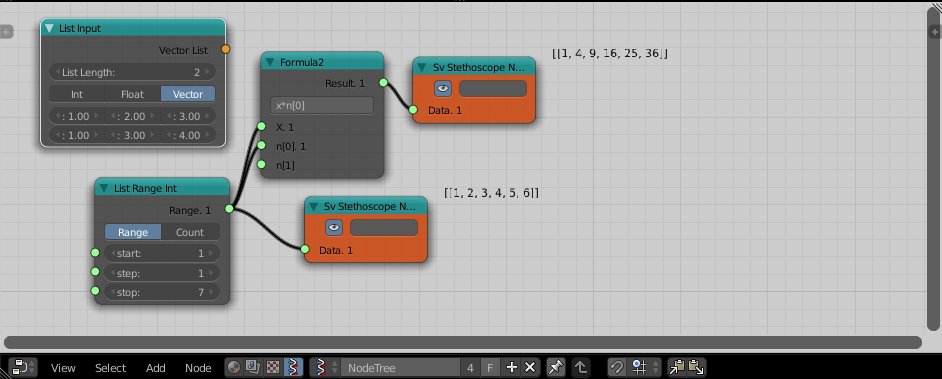 List Input
Vector List
List Length: 2
Int Float Vector
: 1.00 : 2.00 : 3.00
: 1.00 : 3.00 : 4.00
Formula2
Result. 1
x*n[0]
X. 1
n[0]. 1
n[1]
Sv Stethoscope N...
Data. 1
[[1, 4, 9, 16, 25, 36]]
List Range Int
Range. 1
Range Count
start: 1
step: 1
stop: 7
Sv Stethoscope N...
Data. 1
[[1, 2, 3, 4, 5, 6]]
View Select Add Node NodeTree 4 F